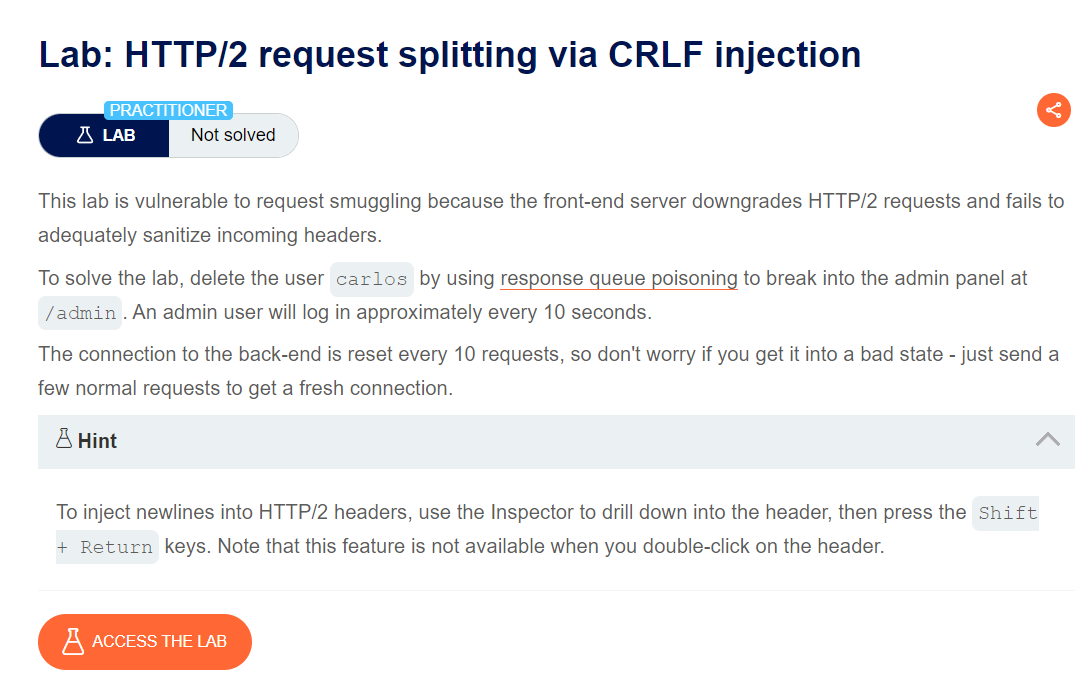 Lab: HTTP/2 request splitting via CRLF injection
PRACTITIONER
LAB Not solved
This lab is vulnerable to request smuggling because the front-end server downgrades HTTP/2 requests and fails to
adequately sanitize incoming headers.
To solve the lab, delete the user carlos by using response queue poisoning to break into the admin panel at
/admin. An admin user will log in approximately every 10 seconds.
The connection to the back-end is reset every 10 requests, so don't worry if you get it into a bad state - just send a
few normal requests to get a fresh connection.
Hint
To inject newlines into HTTP/2 headers, use the Inspector to drill down into the header, then press the Shift
+ Return keys. Note that this feature is not available when you double-click on the header.
ACCESS THE LAB